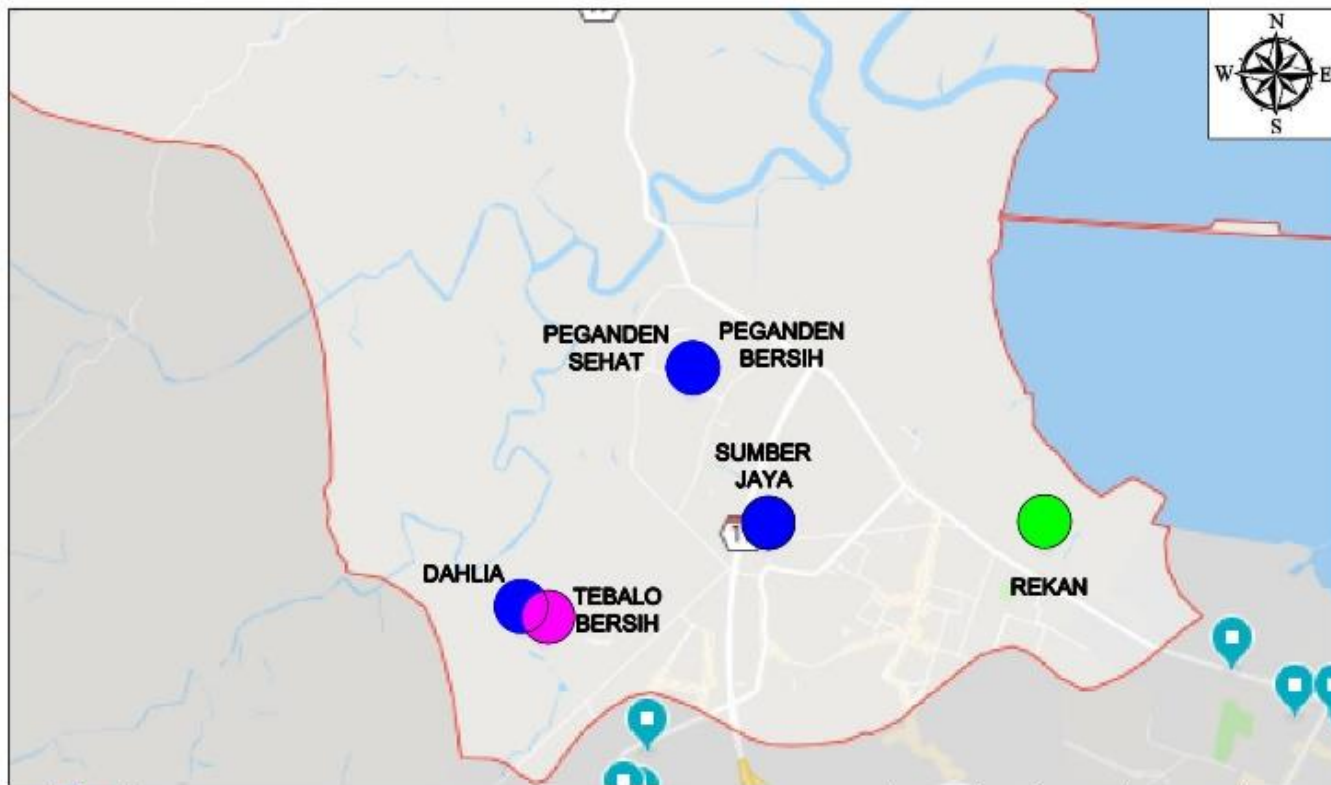 N
W E
S
PEGANDEN
SEHAT
PEGANDEN
BERSIH
SUMBER
JAYA
DAHLIA
TEBALO
BERSIH
REKAN